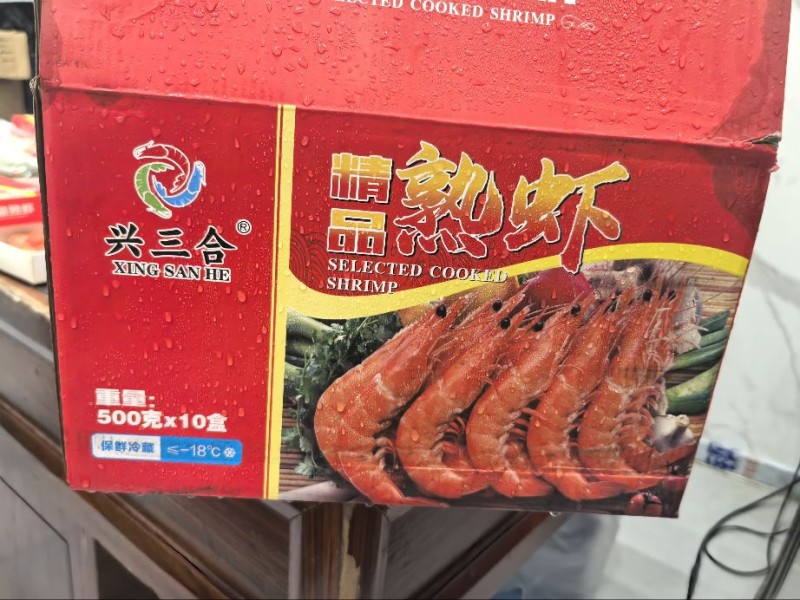 SELECTED COOKED SHRIMP
兴三合®
XING SAN HE
精品熟虾
SELECTED COOKED
SHRIMP
重量:
500克x10盒
保鲜冷藏 ≤-18℃